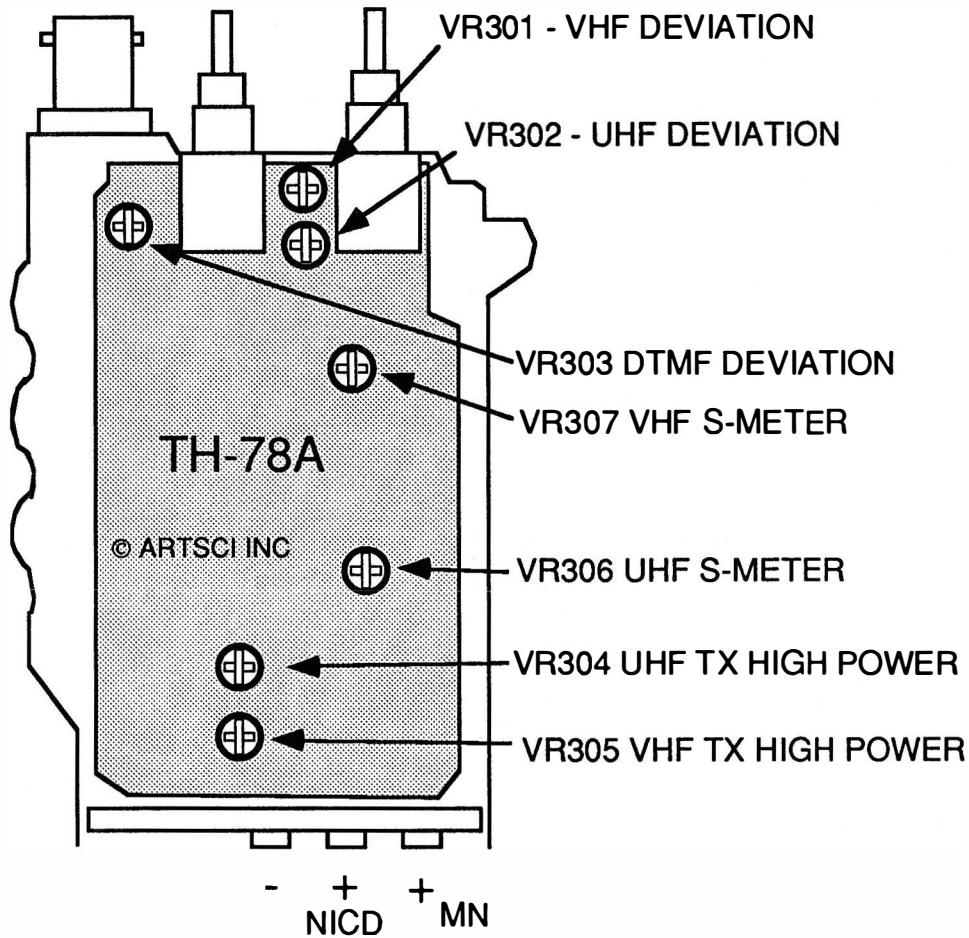 VR301 - VHF DEVIATION
VR302 - UHF DEVIATION
VR303 DTMF DEVIATION
VR307 VHF S-METER
TH-78A
© ARTSCI INC
VR306 UHF S-METER
VR304 UHF TX HIGH POWER
VR305 VHF TX HIGH POWER
- + + MN
NICD